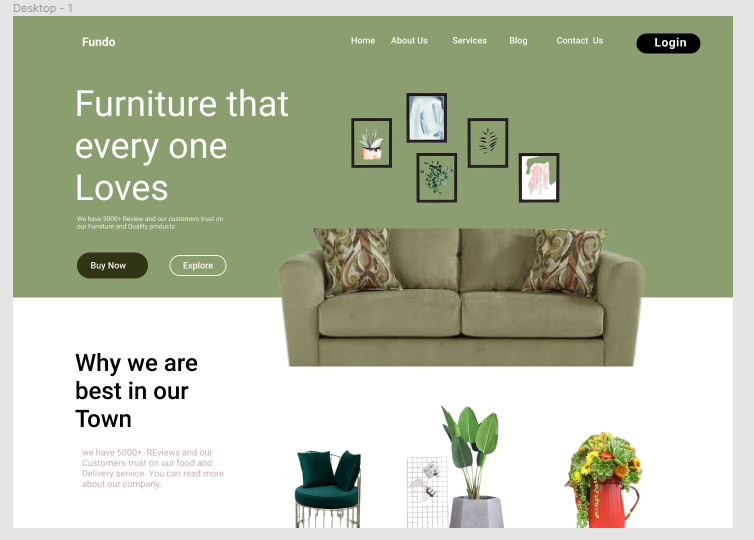 Desktop - 1
Fundo
Home About Us Services Blog Contact Us Login
Furniture that
every one
Loves
We have 5000+ Review and our customers trust on
our Furniture and Quality products
Buy Now Explore
Why we are
best in our
Town
we have 5000+ REviews and our
Customers trust on our food and
Delivery service. You can read more
about our company.